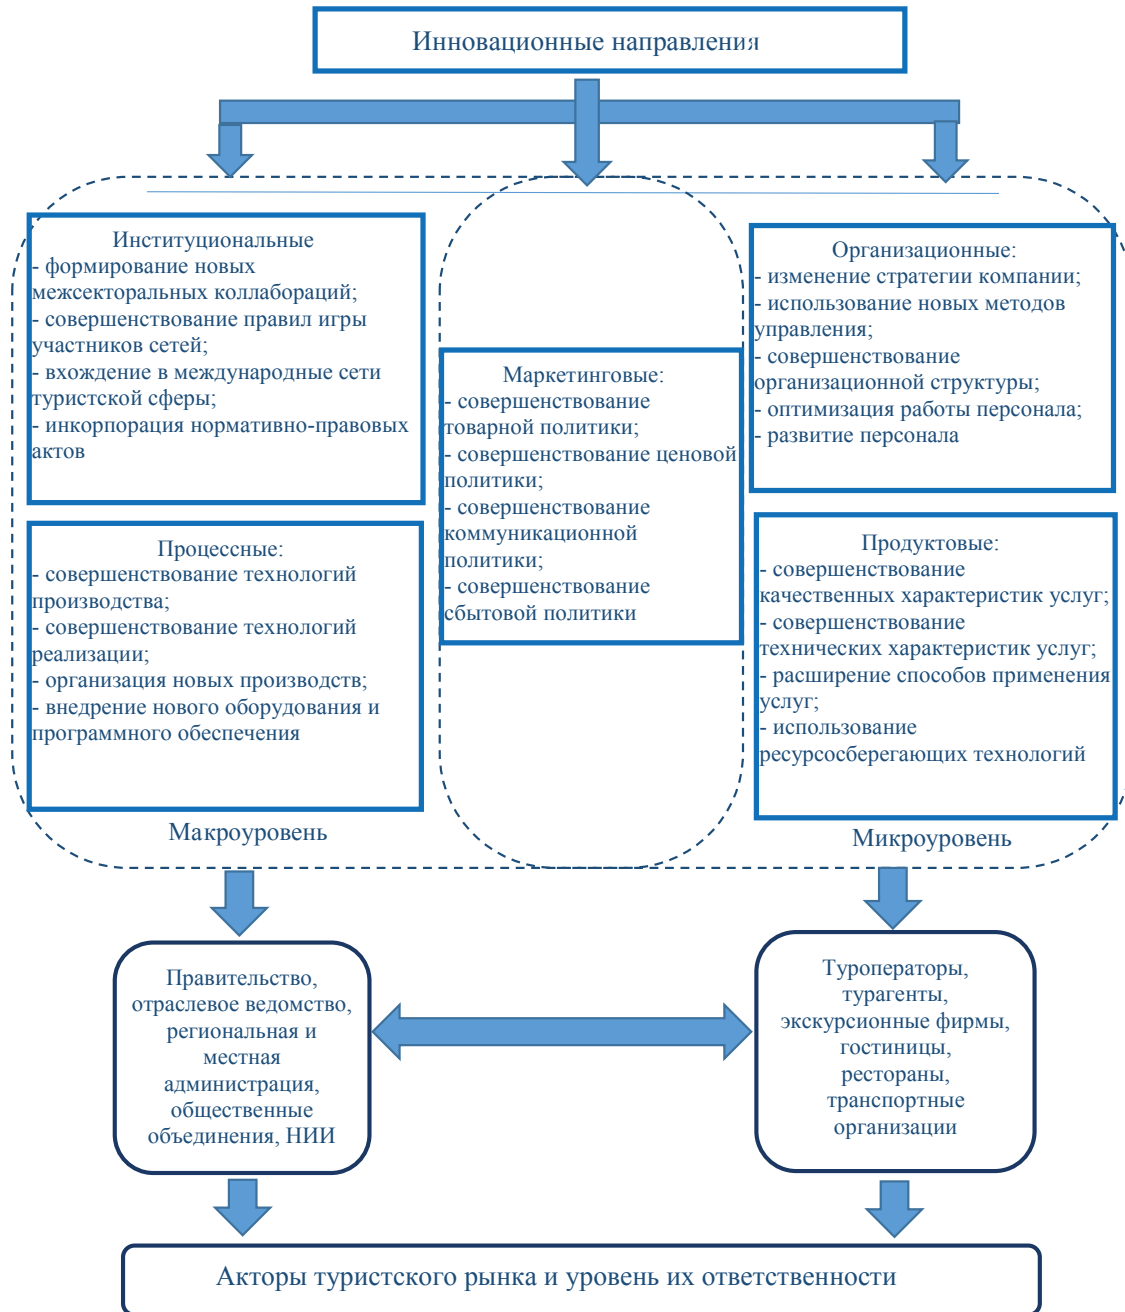 Инновационные направления
Институциональные
- формирование новых
межсекторальных коллабораций;
- совершенствование правил игры
участников сетей;
- вхождение в международные сети
туристской сферы;
- инкорпорация нормативно-правовых
актов
Процессные:
- совершенствование технологий
производства;
- совершенствование технологий
реализации;
- организация новых производств;
- внедрение нового оборудования и
программного обеспечения
Макроуровень
Маркетинговые:
- совершенствование
товарной политики;
- совершенствование ценовой
политики;
- совершенствование
коммуникационной
политики;
- совершенствование
сбытовой политики
Организационные:
- изменение стратегии компании;
- использование новых методов
управления;
- совершенствование
организационной структуры;
- оптимизация работы персонала;
- развитие персонала
Продуктовые:
- совершенствование
качественных характеристик услуг;
- совершенствование
технических характеристик услуг;
- расширение способов применения
услуг;
- использование
ресурсосберегающих технологий
Микроуровень
Правительство,
отраслевое ведомство,
региональная и
местная
администрация,
общественные
объединения, НИИ
Туроператоры,
турагенты,
экскурсионные фирмы,
гостиницы,
рестораны,
транспортные
организации
Акторы туристского рынка и уровень их ответственности